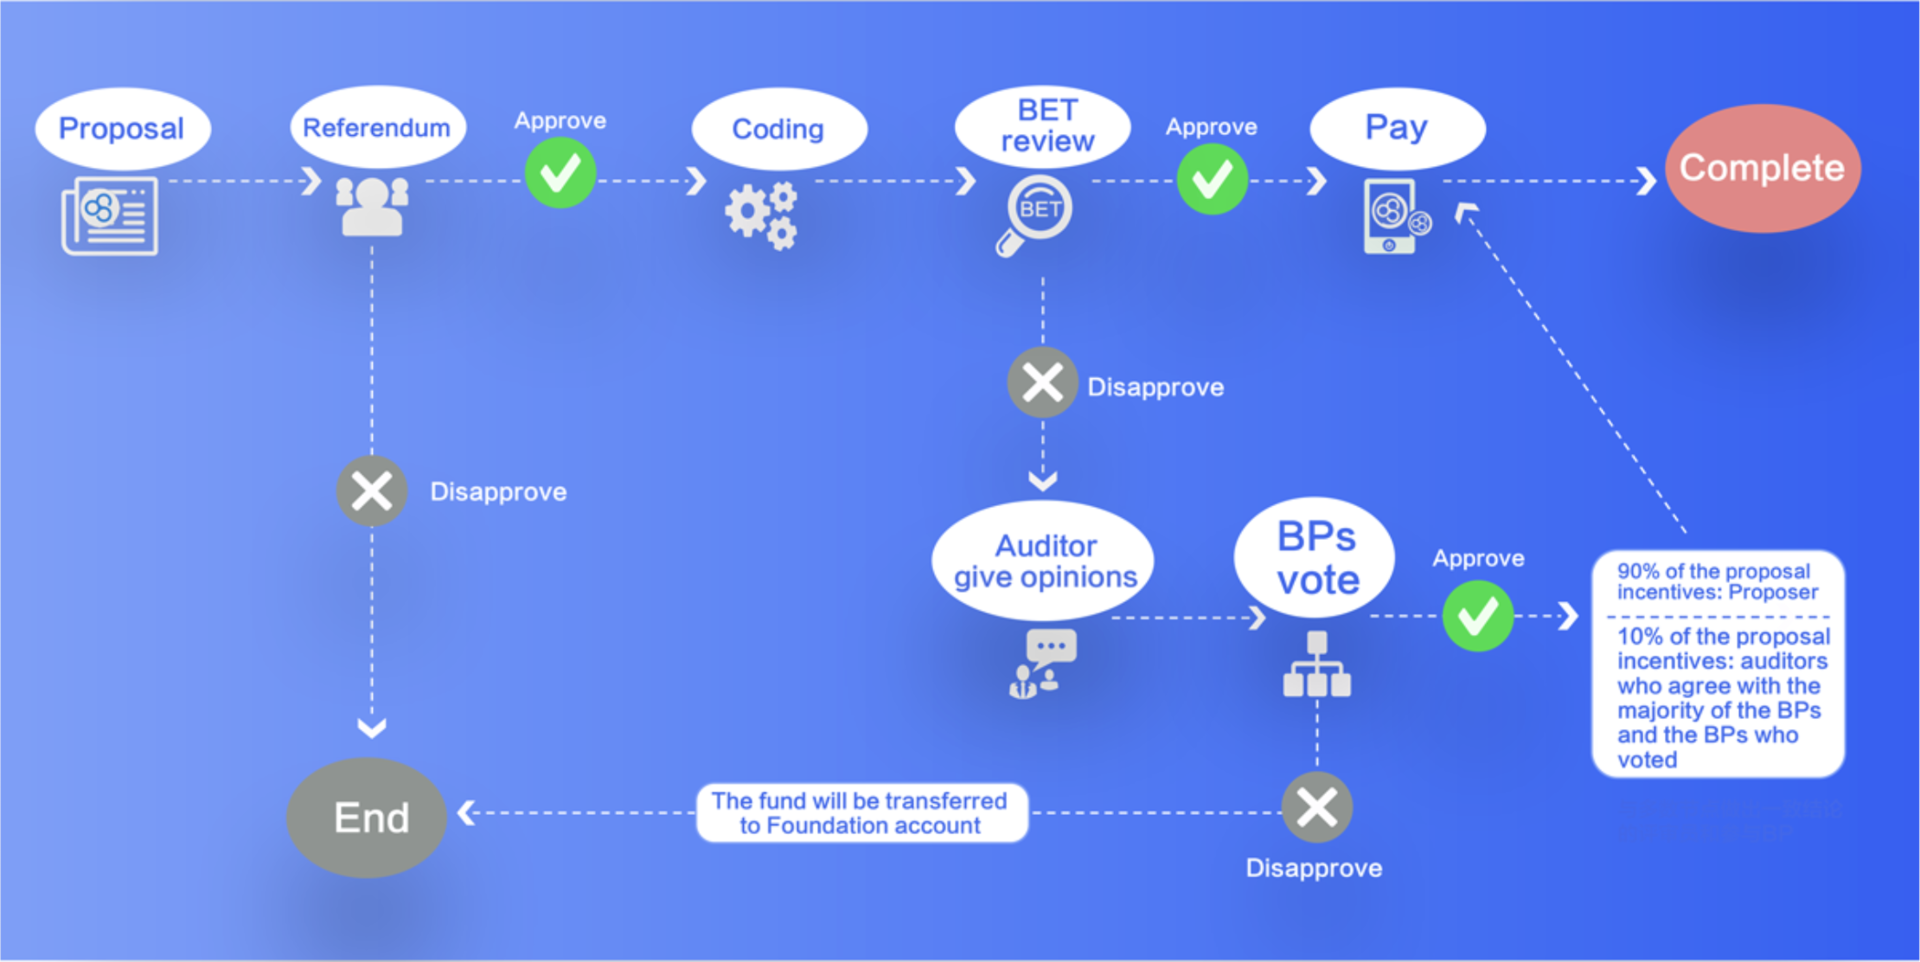 Proposal
Referendum
Approve
Coding
BET
review
Approve
Pay
Complete
BET
Disapprove
Disapprove
Auditor
give opinions
BPs
vote
Approve
90% of the proposal
incentives: Proposer
10% of the proposal
incentives: auditors
who agree with the
majority of the BPs
and the BPs who
voted
End
The fund will be transferred
to Foundation account
Disapprove